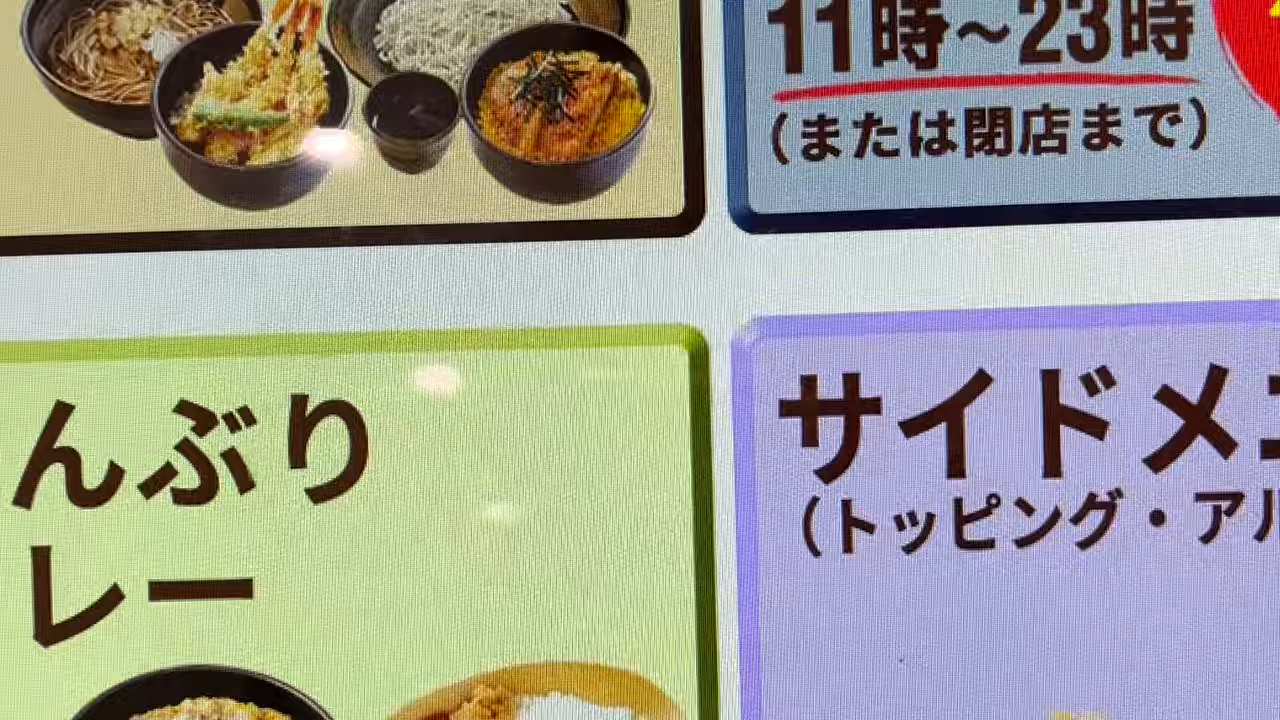 11時~23時
(または閉店まで)
んぶり
レー
サイドメ
(トッピング・アル